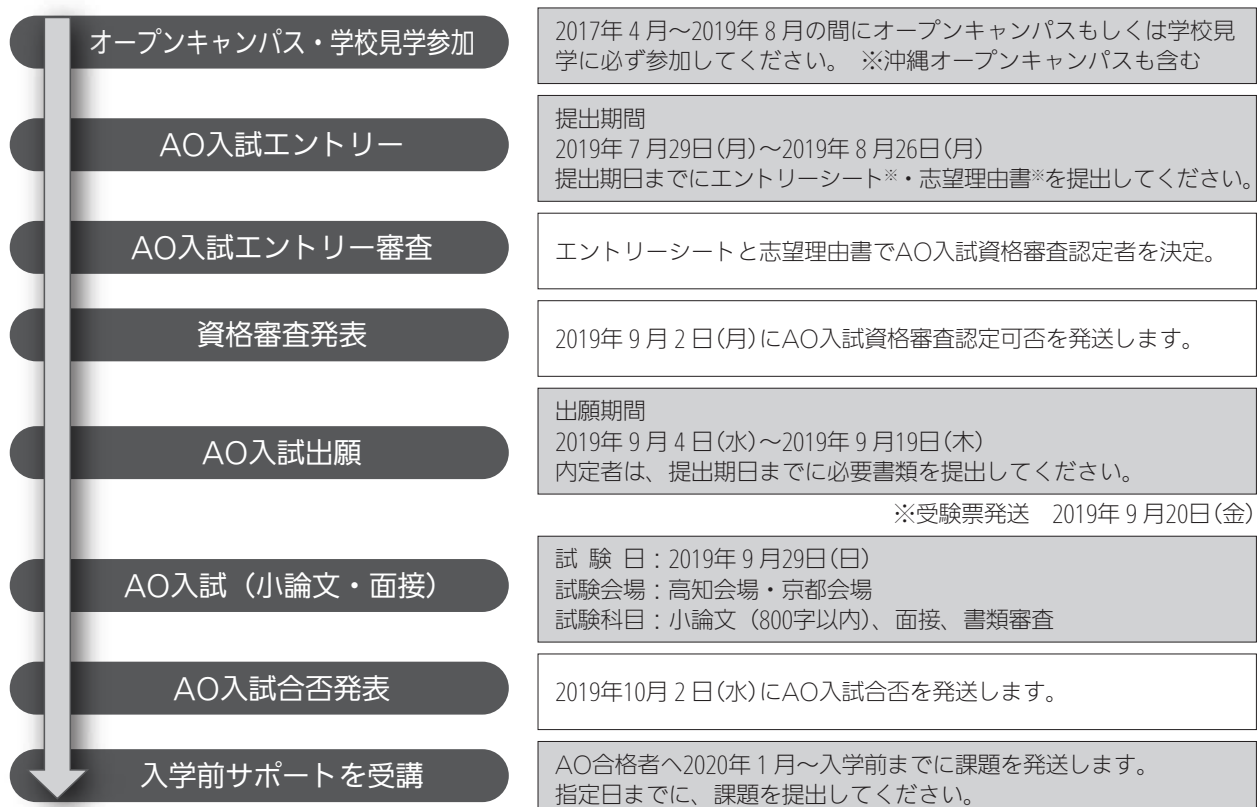 オープンキャンパス・学校見学参加
2017年4月～2019年8月の間にオープンキャンパスもしくは学校見
学に必ず参加してください。 ※沖縄オープンキャンパスも含む
AO入試エントリー
提出期間
2019年7月29日(月)～2019年8月26日(月)
提出期日までにエントリーシート※・志望理由書※を提出してください。
AO入試エントリー審査
エントリーシートと志望理由書でAO入試資格審査認定者を決定。
資格審査発表
2019年9月2日(月)にAO入試資格審査認定可否を発送します。
AO入試出願
出願期間
2019年9月4日(水)～2019年9月19日(木)
内定者は、提出期日までに必要書類を提出してください。
※受験票発送 2019年9月20日(金)
AO入試（小論文・面接）
試験日：2019年9月29日(日)
試験会場：高知会場・京都会場
試験科目：小論文（800字以内）、面接、書類審査
AO入試合否発表
2019年10月2日(水)にAO入試合否を発送します。
入学前サポートを受講
AO合格者へ2020年1月～入学前までに課題を発送します。
指定日までに、課題を提出してください。